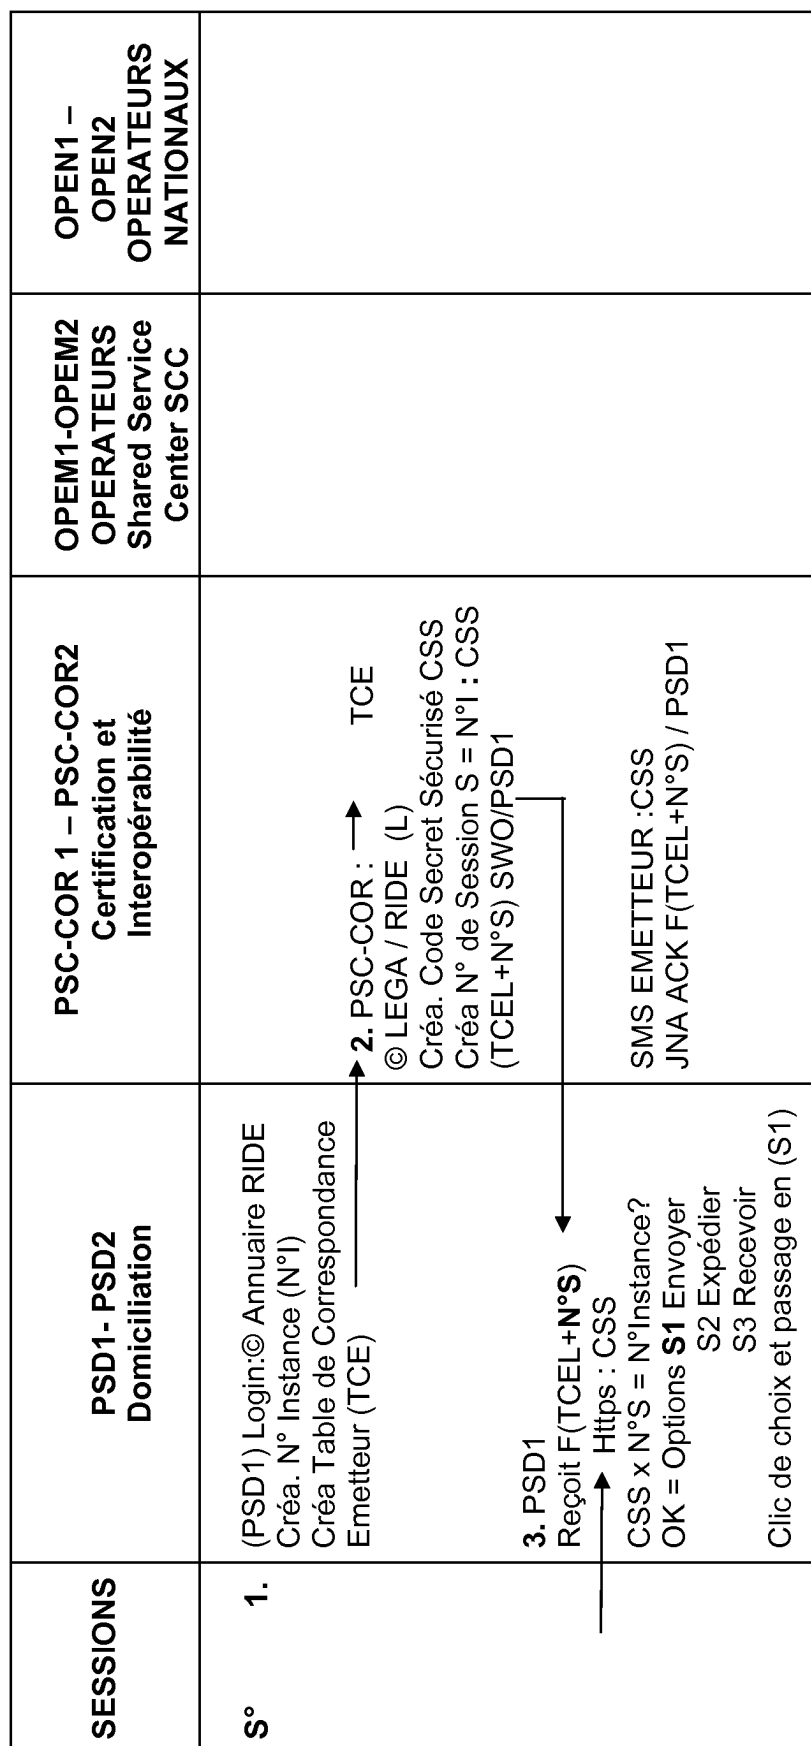 SESSIONS
PSD1- PSD2
Domiciliation
PSC-COR 1 – PSC-COR2
Certification et
Interopérabilité
OPEM1-OPEM2
OPERATEURS
Shared Service
Center SCC
OPEN1 –
OPEN2
OPERATEURS
NATIONAUX
S° 1.
(PSD1) Login:© Annuaire RIDE
Créa. N° Instance (N°I)
Créa Table de Correspondance
Emetteur (TCE)
2. PSC-COR : TCE
© LEGA / RIDE (L)
Créa. Code Secret Sécurisé CSS
Créa N° de Session S = N°I : CSS
(TCEL+N°S) SWO/PSD1
3. PSD1
Reçoit F(TCEL+N°S)
Https : CSS
CSS x N°S = N°Instance?
OK = Options S1 Envoyer
S2 Expédier
S3 Recevoir
Clic de choix et passage en (S1)
SMS EMETTEUR :CSS
JNA ACK F(TCEL+N°S) / PSD1